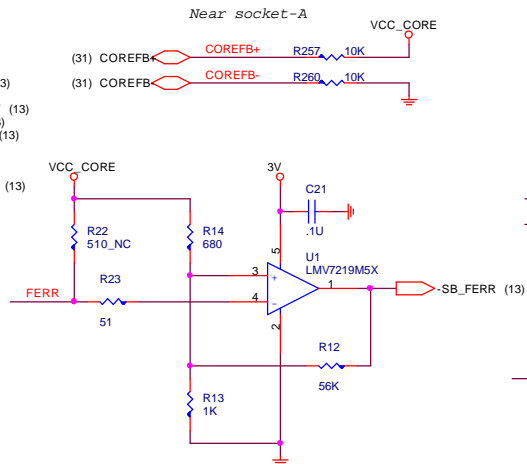 Near socket-A
VCC_CORE
(31) COREFB+ COREFB+ R257 10K
(31) COREFB- COREFB- R260 10K
3)
(13)
)
(13)
(13)
VCC_CORE
3V
C21
.1U
R22
510_NC
R14
680
5
U1
LMV7219M5X
3
+
1
-SB_FERR (13)
FERR
R23
51
4
-
2
R12
56K
R13
1K